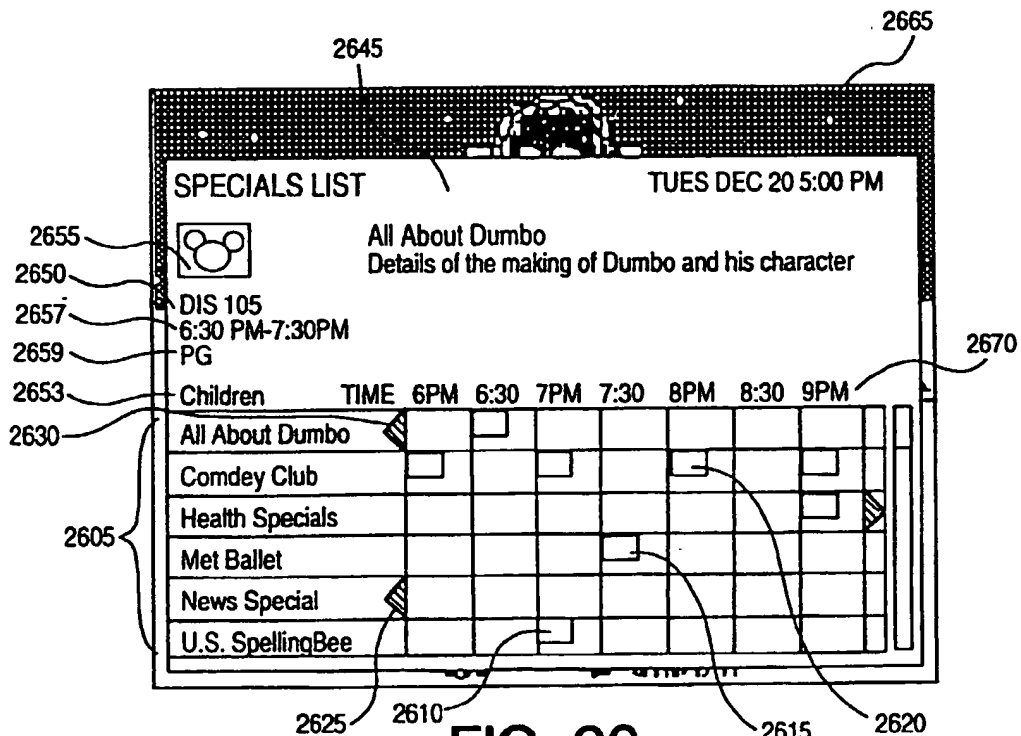 2665
2645
SPECIALS LIST TUES DEC 20 5:00 PM
2655
All About Dumbo
Details of the making of Dumbo and his character
2650
DIS 105
2657
6:30 PM-7:30PM
2659
PG
2670
2653
Children TIME 6PM 6:30 7PM 7:30 8PM 8:30 9PM
2630
All About Dumbo
Comdey Club
Health Specials
2605
Met Ballet
News Special
U.S. SpellingBee
2625 2610 2615 2620
FIG.